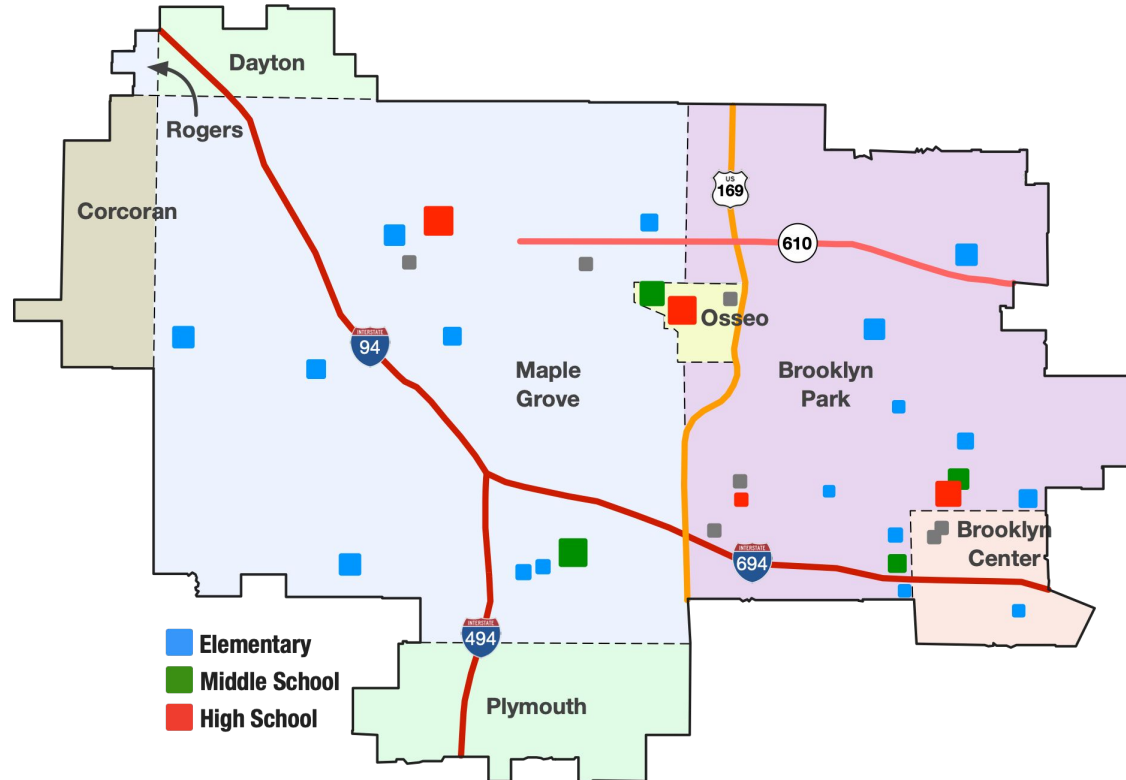 Dayton
Rogers
Corcoran
US
169
610
Osseo
INTERSTATE
94
Maple
Grove
Brooklyn
Park
Brooklyn
Center
INTERSTATE
694
INTERSTATE
494
Plymouth
Elementary
Middle School
High School